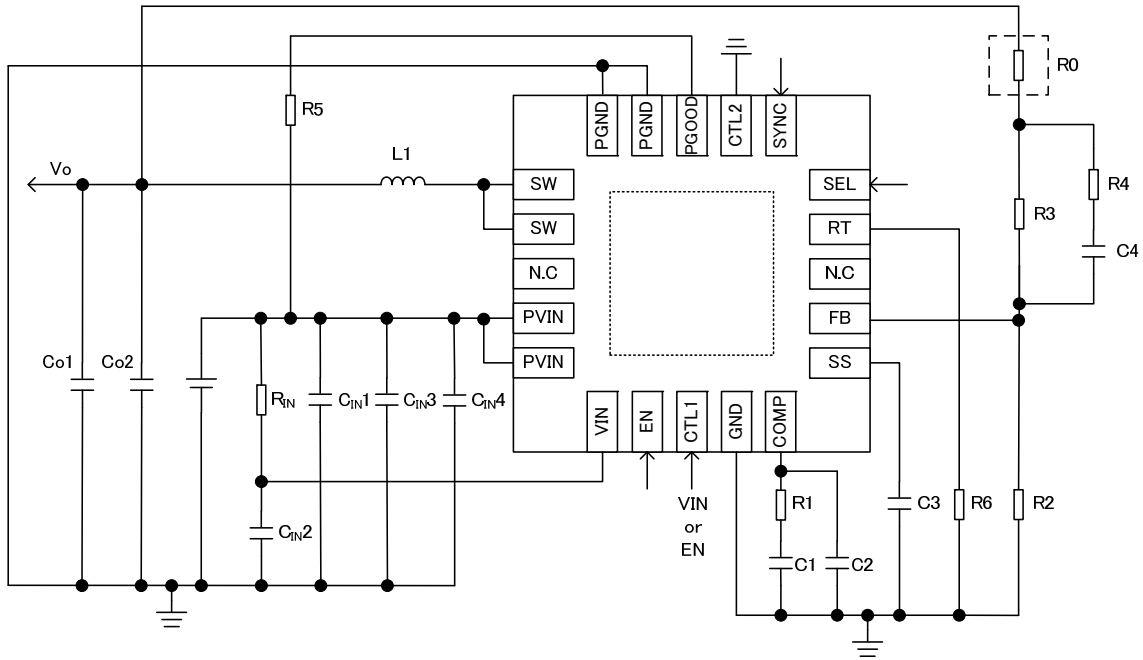 R0
R5
PGND
PGND
PGOOD
CTL2
SYNC
L1
Vo
SW
SEL
R4
SW
RT
R3
C4
N.C
N.C
PVIN
FB
Co1
Co2
PVIN
SS
RIN
CIN1
CIN3
CIN4
VIN
EN
CTL1
GND
COMP
VIN
or
EN
R1
C3
R6
R2
CIN2
C1
C2